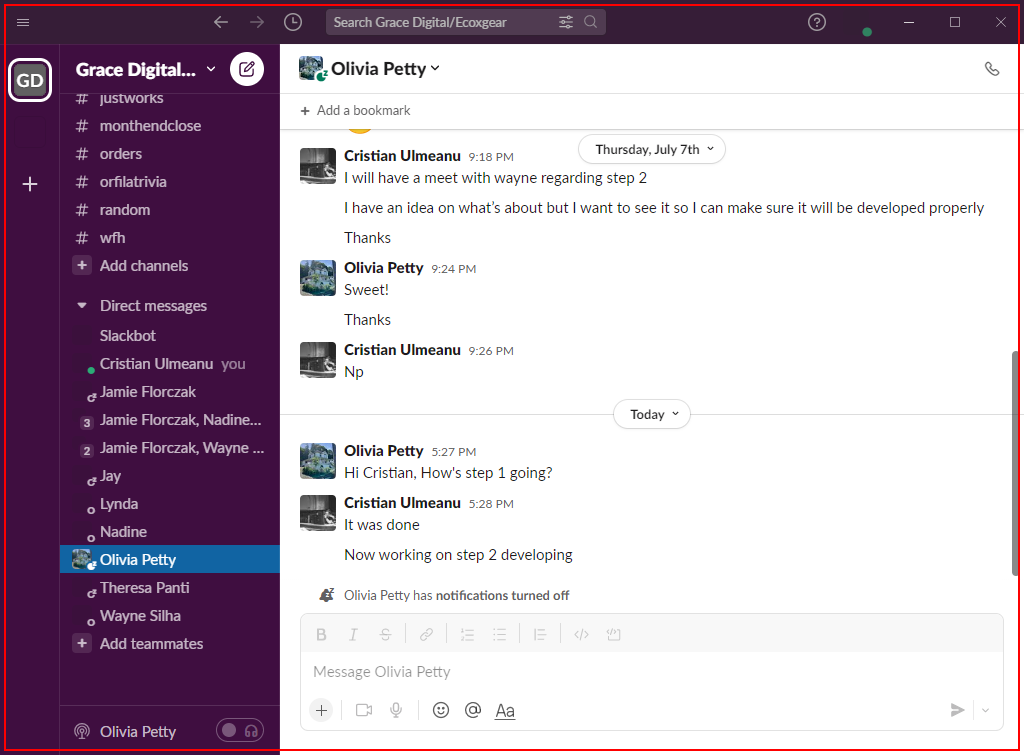 Search Grace Digital/Ecoxgear
GD
Grace Digital...
# justworks
# monthendclose
# orders
# orfilatrivia
# random
# wfh
+ Add channels
Direct messages
Slackbot
Cristian Ulmeanu you
Jamie Florczak
3 Jamie Florczak, Nadine...
2 Jamie Florczak, Wayne ...
Jay
Lynda
Nadine
Olivia Petty
Theresa Panti
Wayne Silha
+ Add teammates
Olivia Petty
Olivia Petty
+ Add a bookmark
Thursday, July 7th
Cristian Ulmeanu 9:18 PM
I will have a meet with wayne regarding step 2
I have an idea on what’s about but I want to see it so I can make sure it will be developed properly
Thanks
Olivia Petty 9:24 PM
Sweet!
Thanks
Cristian Ulmeanu 9:26 PM
Np
Today
Olivia Petty 5:27 PM
Hi Cristian, How's step 1 going?
Cristian Ulmeanu 5:28 PM
It was done
Now working on step 2 developing
Olivia Petty has notifications turned off
B I S
Message Olivia Petty
+ @ Aa